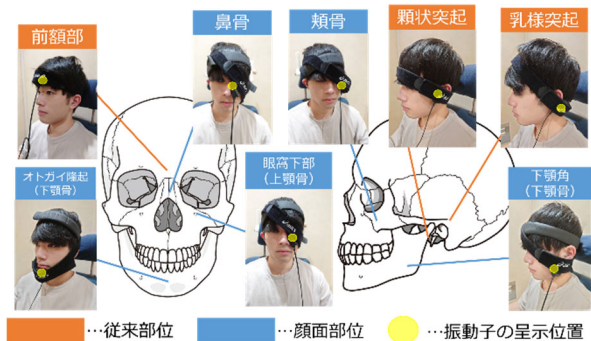 前額部
鼻骨
頬骨
顆状突起
乳様突起
オトガイ隆起
（下顎骨）
眼窩下部
（上顎骨）
下顎角
（下顎骨）
…従来部位
…顔面部位
…振動子の呈示位置